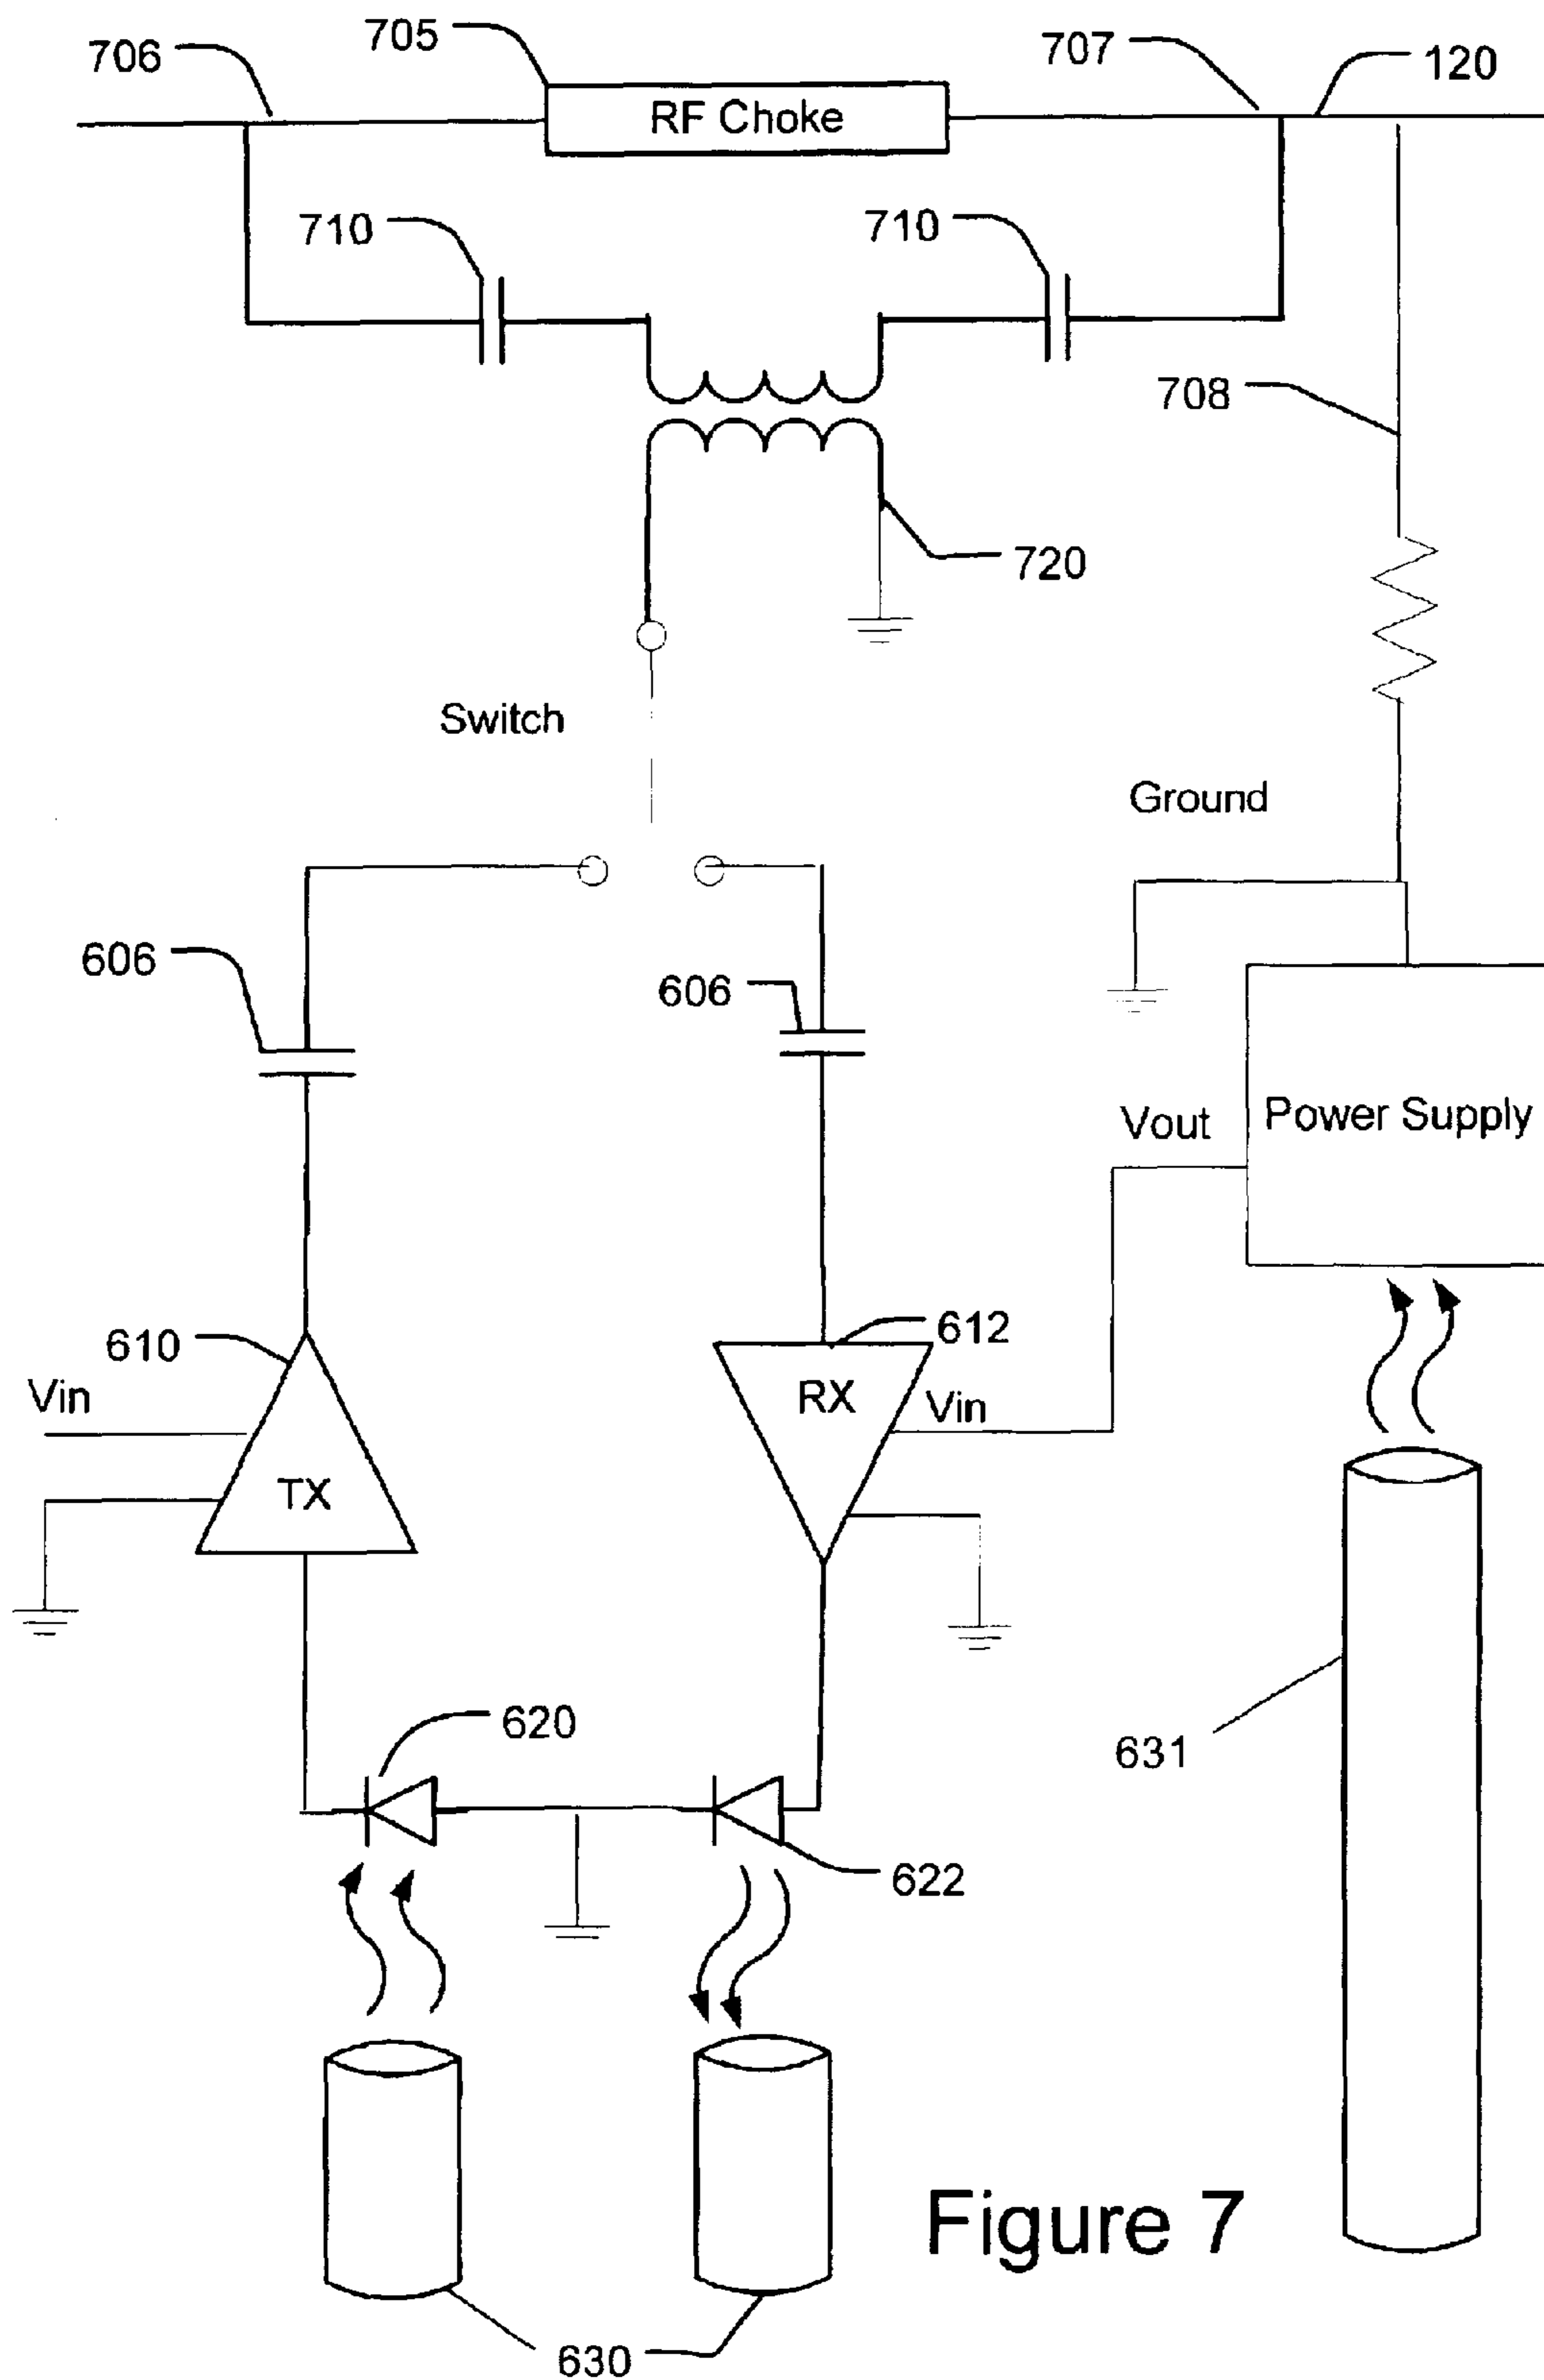 705
706
707
120
RF Choke
710
710
708
720
Switch
Ground
606
606
Vout
Power Supply
610
612
Vin
RX
Vin
TX
620
631
622
Figure 7
630